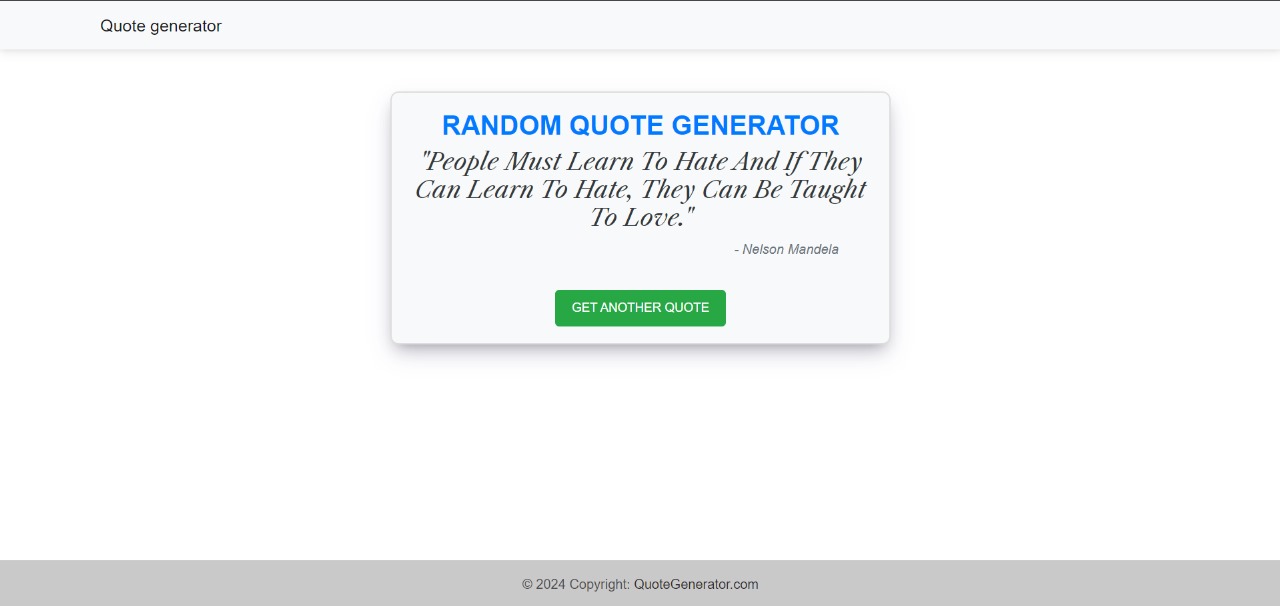 Quote generator
RANDOM QUOTE GENERATOR
"People Must Learn To Hate And If They
Can Learn To Hate, They Can Be Taught
To Love."
- Nelson Mandela
GET ANOTHER QUOTE
© 2024 Copyright: QuoteGenerator.com